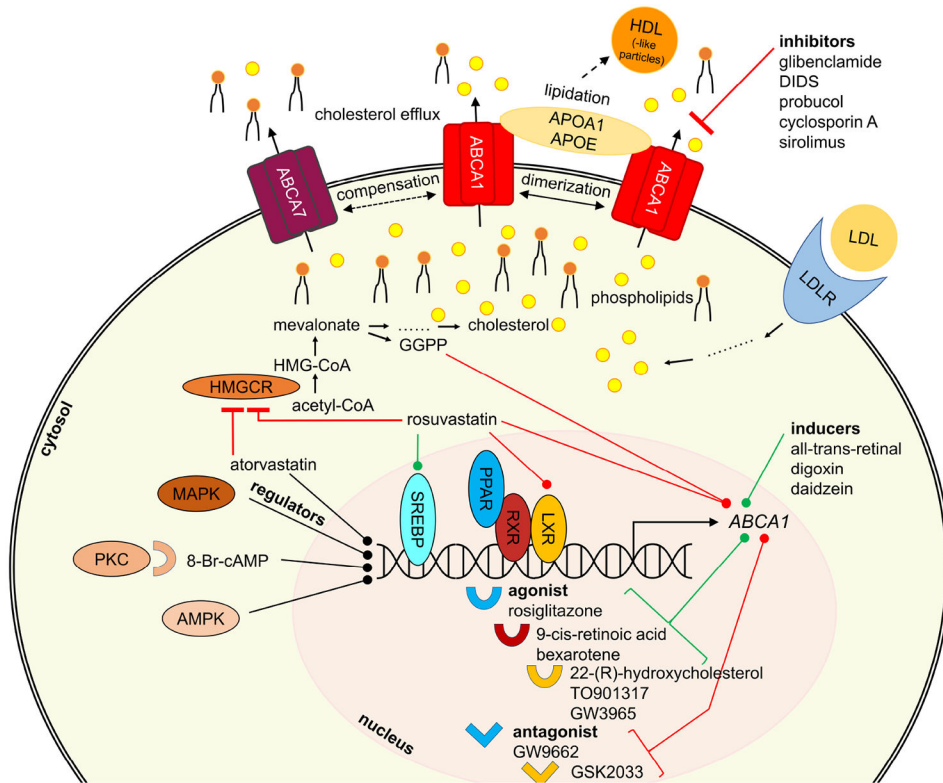 HDL
(-like
particles)
inhibitors
glibenclamide
DIDS
probucol
cyclosporin A
sirolimus
lipidation
cholesterol efflux
APOA1
APOE
ABCA7
compensation
ABCA1
dimerization
ABCA1
LDL
LDLR
phospholipids
mevalonate
......
cholesterol
GGPP
........
HMG-CoA
HMGCR
acetyl-CoA
cytosol
rosuvastatin
inducers
all-trans-retinal
digoxin
daidzein
atorvastatin
MAPK
regulators
SREBP
PPAR
RXR
LXR
ABCA1
PKC
8-Br-cAMP
AMPK
agonist
rosiglitazone
9-cis-retinoic acid
bexarotene
22-(R)-hydroxycholesterol
TO901317
GW3965
nucleus
antagonist
GW9662
GSK2033